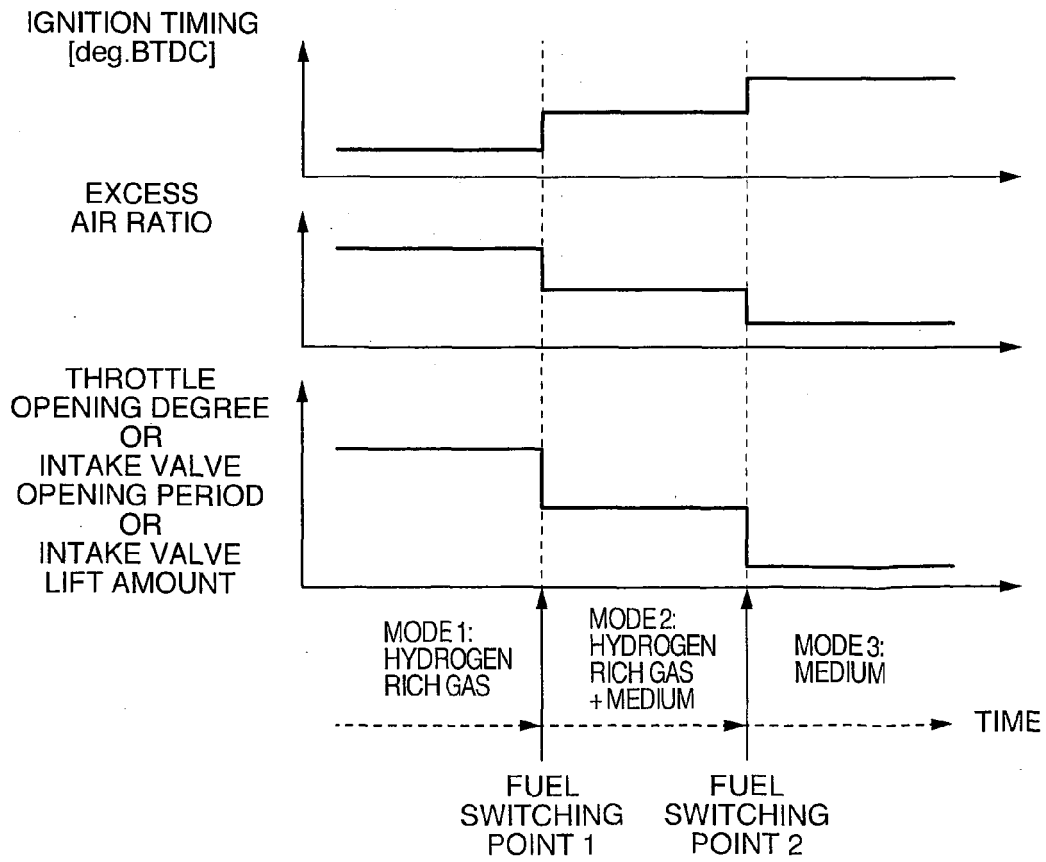 IGNITION TIMING
[deg.BTDC]
EXCESS
AIR RATIO
THROTTLE
OPENING DEGREE
OR
INTAKE VALVE
OPENING PERIOD
OR
INTAKE VALVE
LIFT AMOUNT
MODE 1:
HYDROGEN
RICH GAS
MODE 2:
HYDROGEN
RICH GAS
+MEDIUM
MODE 3:
MEDIUM
TIME
FUEL
SWITCHING
POINT 1
FUEL
SWITCHING
POINT 2